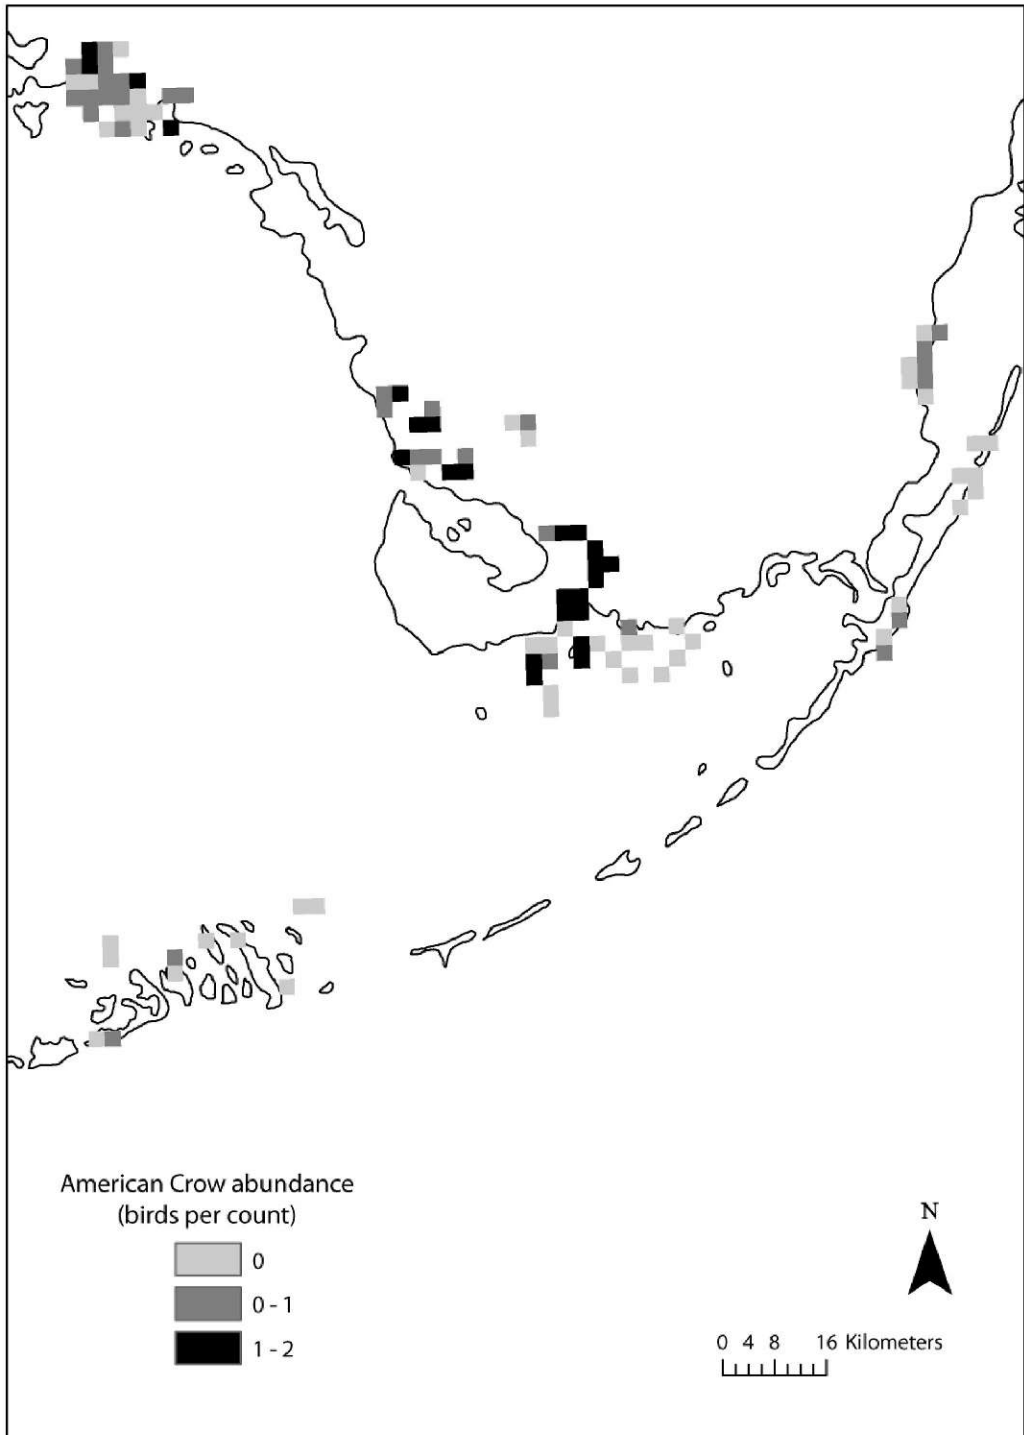 American Crow abundance
(birds per count)
0
0 - 1
1 - 2
N
0 4 8 16 Kilometers